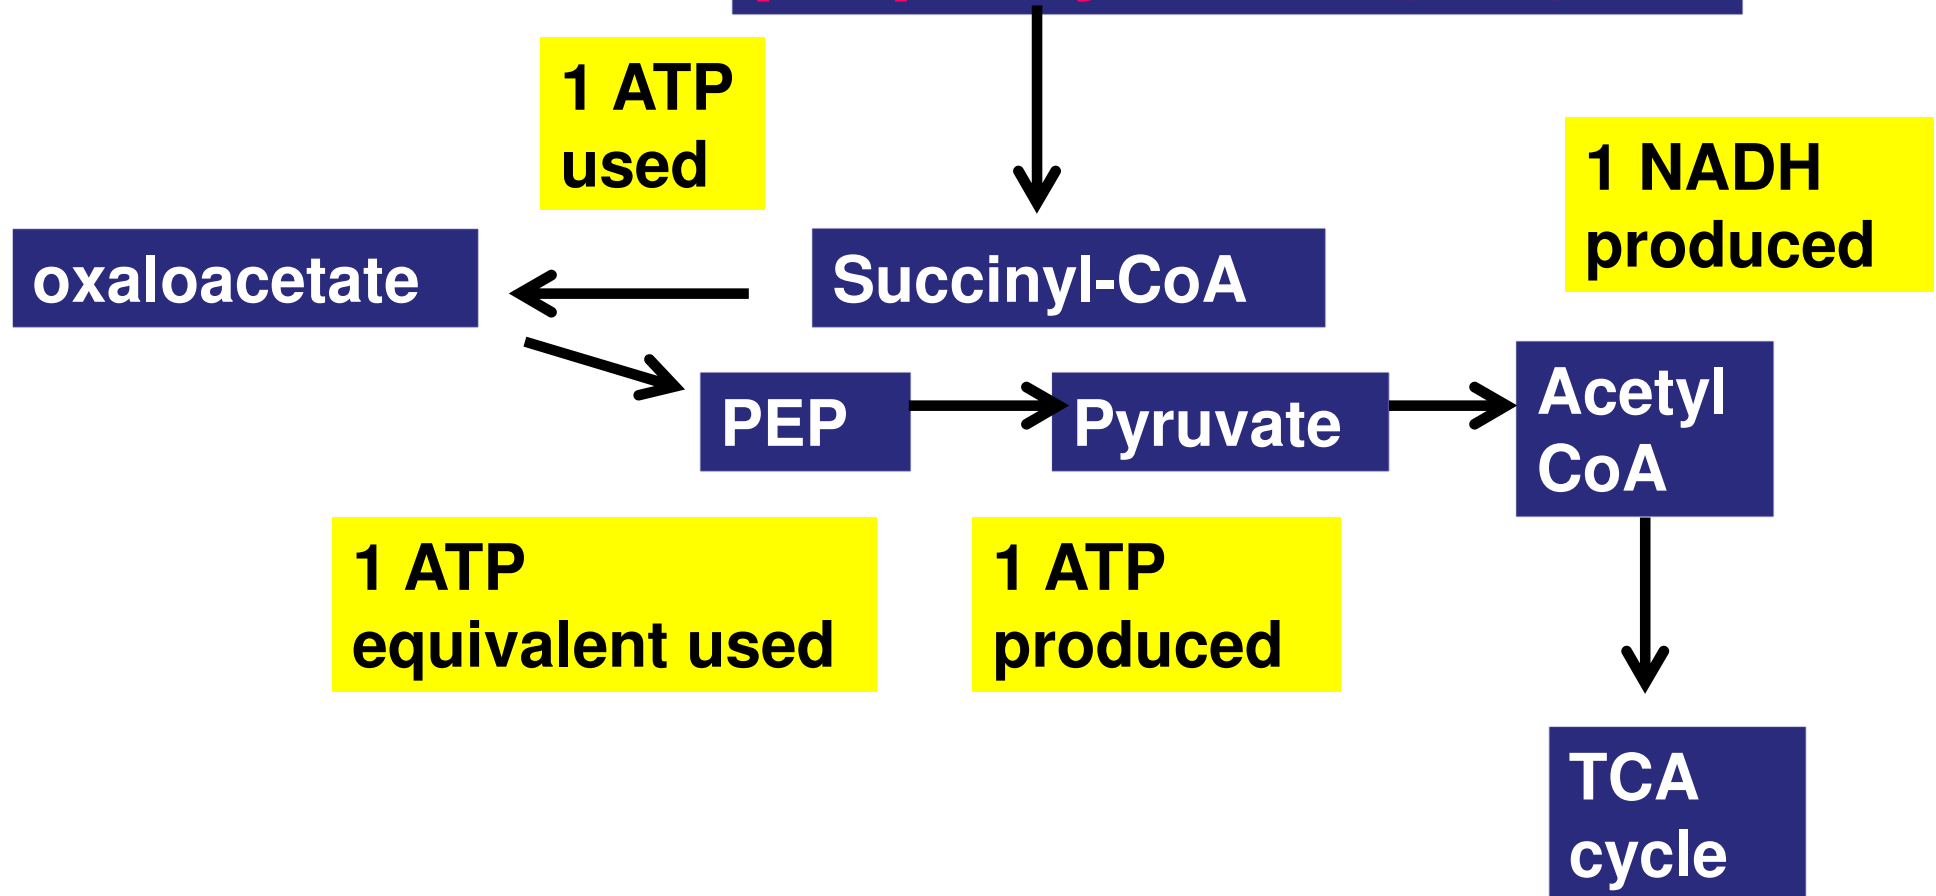 1 ATP
used
1 NADH
produced
oxaloacetate
Succinyl-CoA
PEP
Pyruvate
Acetyl
CoA
1 ATP
equivalent used
1 ATP
produced
TCA
cycle